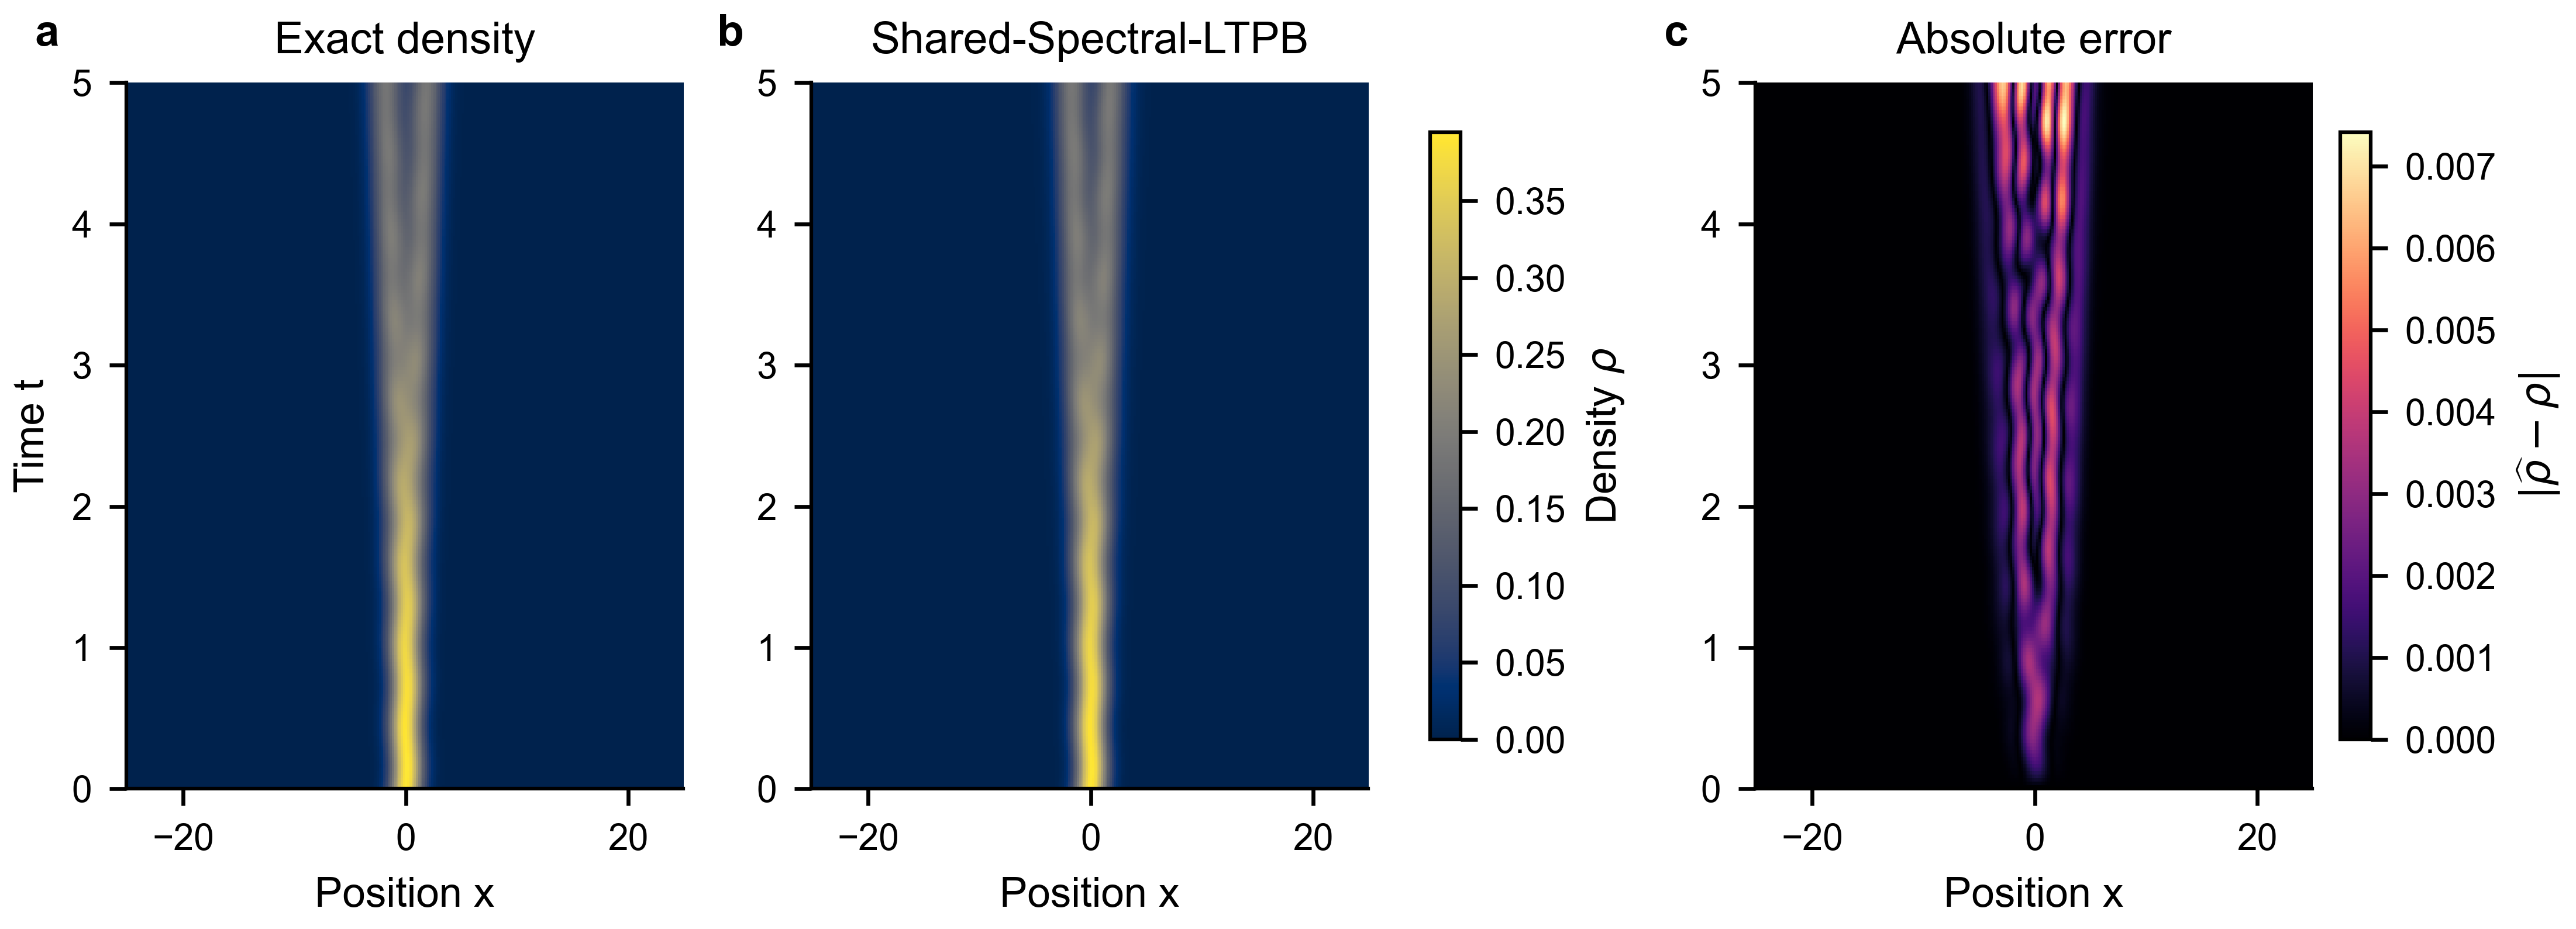 a
Exact density
5
4
3
2
1
0
Time t
−20 0 20
Position x
b
Shared-Spectral-LTPB
5
4
3
2
1
0
−20 0 20
Position x
0.35
0.30
0.25
0.20
0.15
0.10
0.05
0.00
Density ρ
c
Absolute error
5
4
3
2
1
0
−20 0 20
Position x
0.007
0.006
0.005
0.004
0.003
0.002
0.001
0.000
|ρ̂ − ρ|